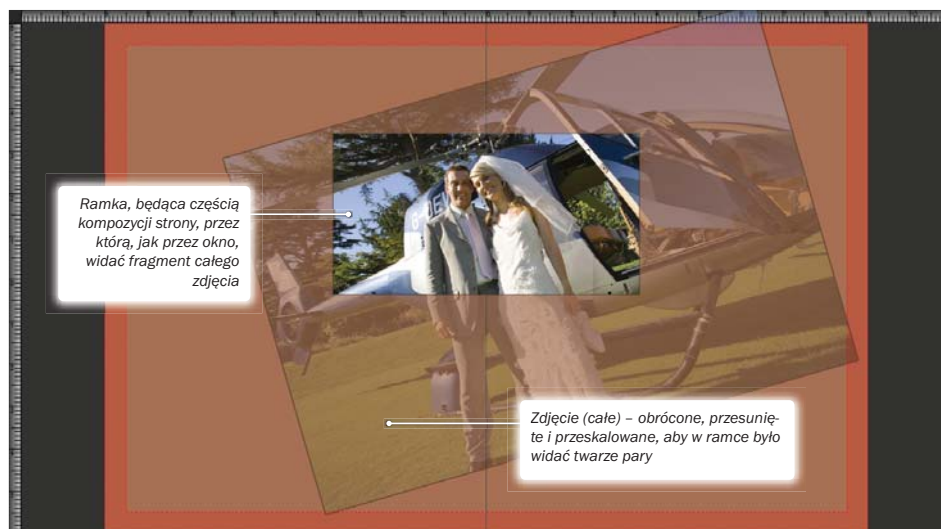 Ramka, będąca częścią
kompozycji strony, przez
którą, jak przez okno,
widać fragment całego
zdjęcia
Zdjęcie (całe) – obrócone, przesunię-
te i przeskalowane, aby w ramce było
widać twarze pary